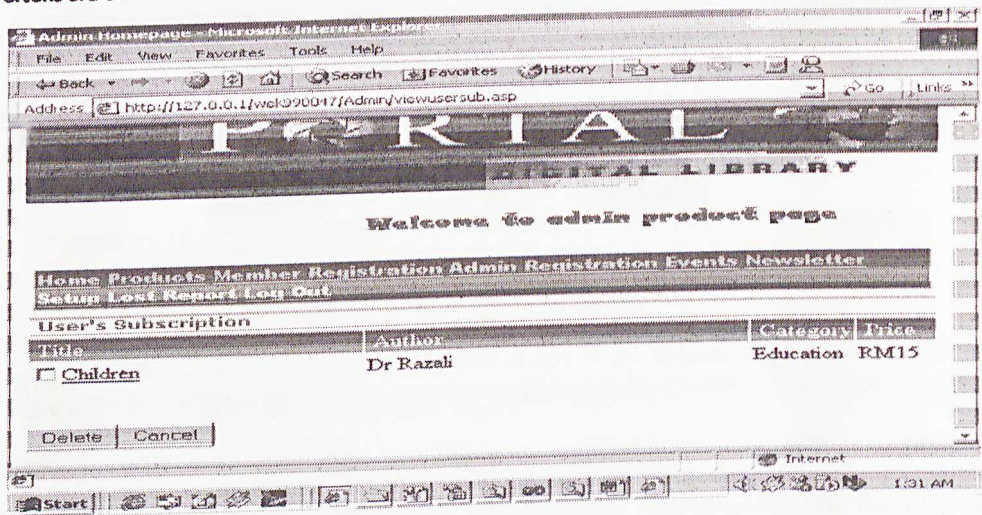 Admin Homepage - Microsoft Internet Explorer
File Edit View Favorites Tools Help
Back Search Favorites History
Address http://127.0.0.1/wek990047/Admin/viewusersub.asp Go Links »
PORTAL
DIGITAL LIBRARY
Welcome to admin product page
Home Products Member Registration Admin Registration Events Newsletter
Setup Lost Report Log Out
User's Subscription
Title Author Category Price
Children Dr Razali Education RM15
Delete Cancel
Internet
Start 1:31 AM